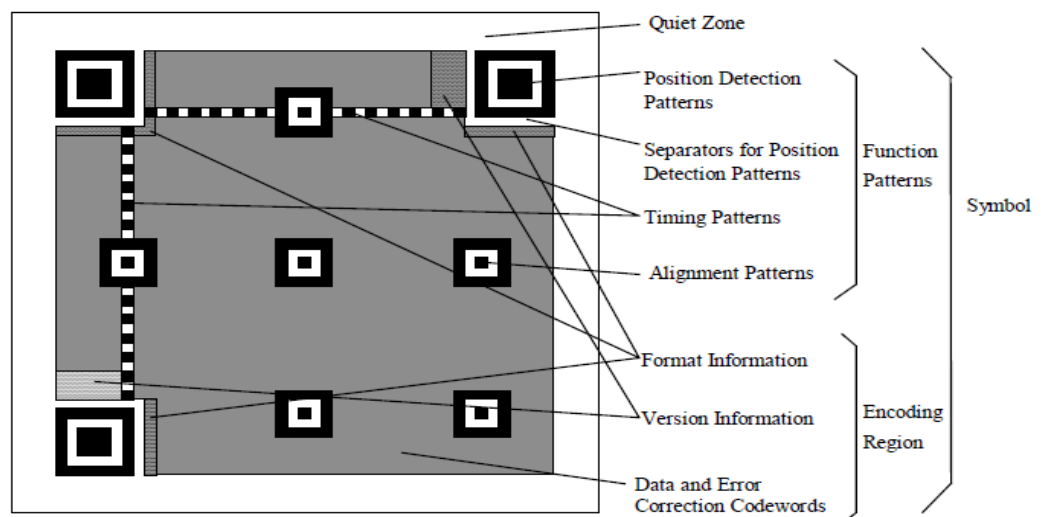 Quiet Zone
Position Detection
Patterns
Separators for Position
Detection Patterns
Timing Patterns
Alignment Patterns
Format Information
Version Information
Data and Error
Correction Codewords
Function
Patterns
Encoding
Region
Symbol